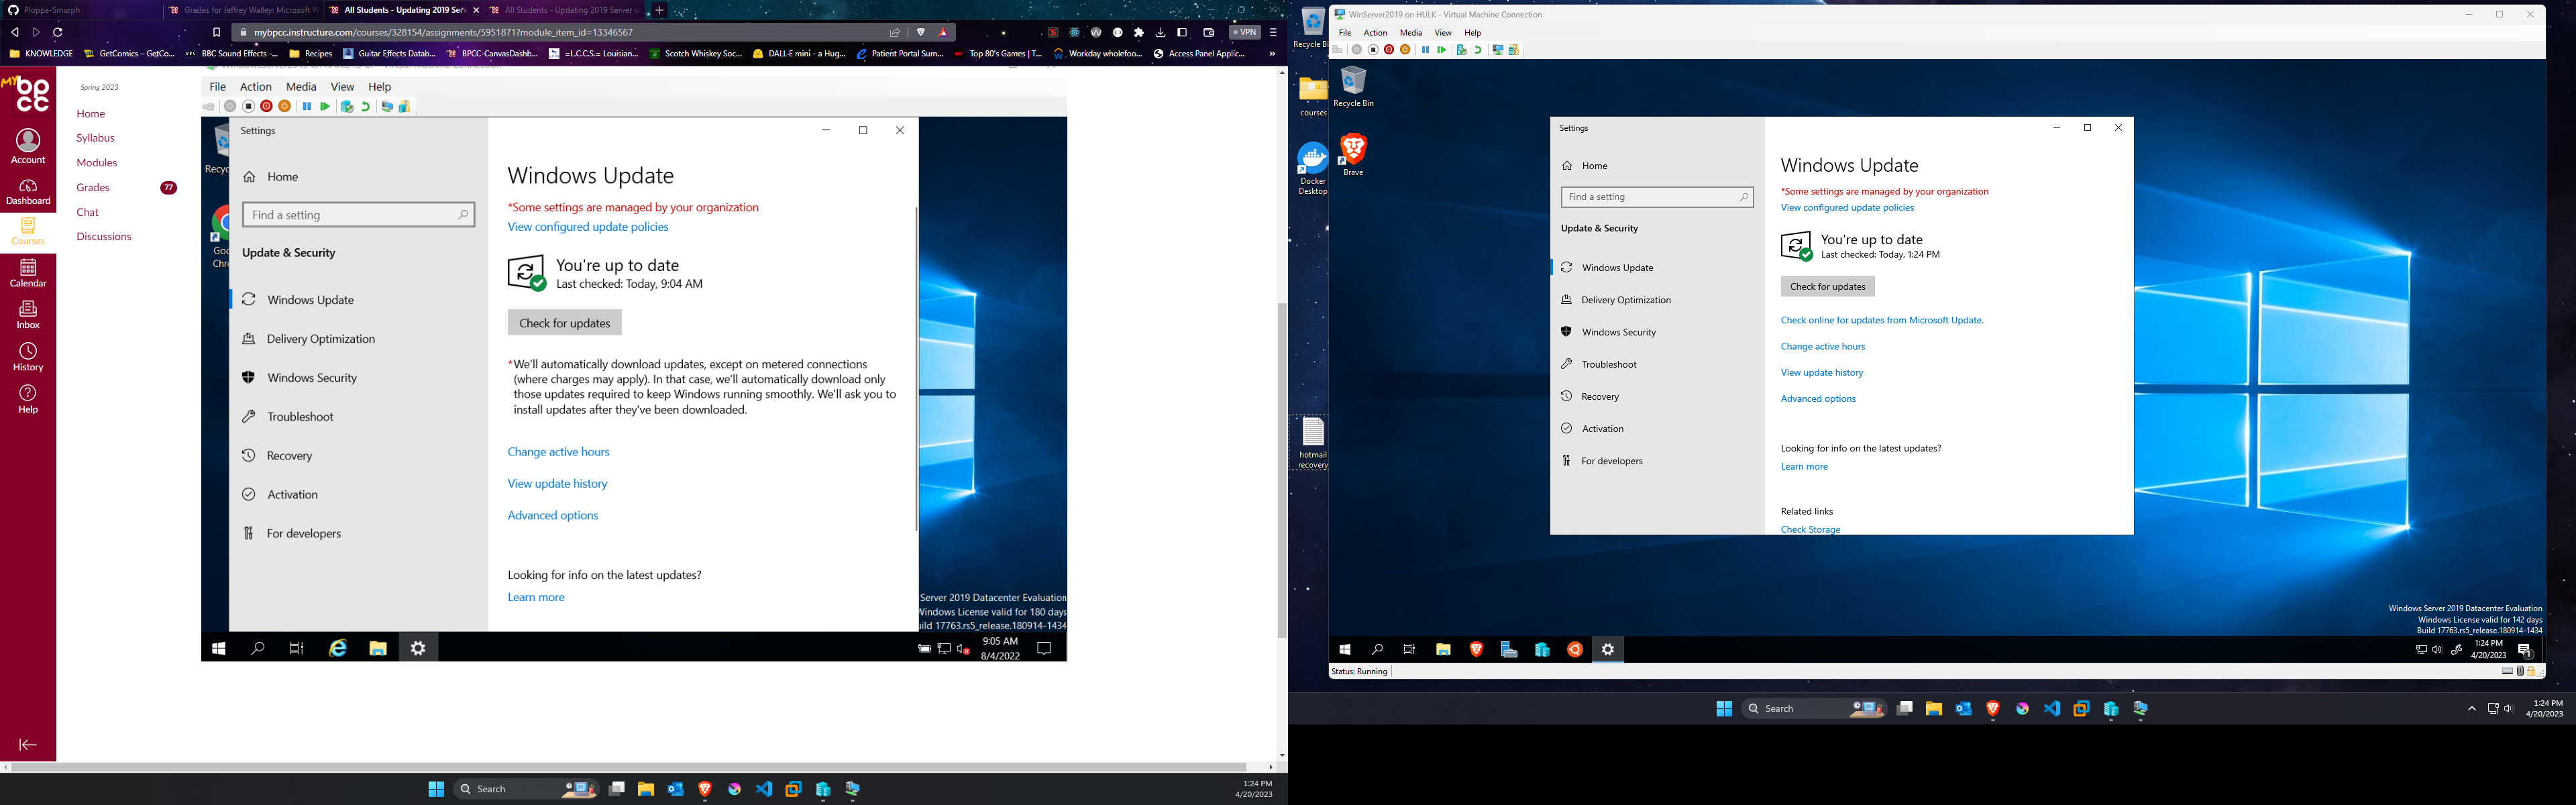 Ploppa-Smurph
Grades for Jeffrey Walley: Microsoft W
All Students - Updating 2019 Ser
All Students - Updating 2019 Server u
mybpcc.instructure.com/courses/328154/assignments/5951871?module_item_id=13346567
VPN
KNOWLEDGE
GetComics – GetCo...
BBC Sound Effects -...
Recipes
Guitar Effects Datab...
BPCC-CanvasDashb...
=L.C.C.S.= Louisian...
Scotch Whiskey Soc...
DALL·E mini - a Hug...
Patient Portal Sum...
Top 80's Games | T...
Workday wholefoo...
Access Panel Applic...
MY
bp
cc
Account
Dashboard
Courses
Calendar
Inbox
History
Help
Spring 2023
Home
Syllabus
Modules
Grades
77
Chat
Discussions
File Action Media View Help
Recyc
Goo
Chr
Settings
Home
Find a setting
Update & Security
Windows Update
Delivery Optimization
Windows Security
Troubleshoot
Recovery
Activation
For developers
Windows Update
*Some settings are managed by your organization
View configured update policies
You're up to date
Last checked: Today, 9:04 AM
Check for updates
*We'll automatically download updates, except on metered connections
(where charges may apply). In that case, we'll automatically download only
those updates required to keep Windows running smoothly. We'll ask you to
install updates after they've been downloaded.
Change active hours
View update history
Advanced options
Looking for info on the latest updates?
Learn more
Server 2019 Datacenter Evaluation
Windows License valid for 180 days
uild 17763.rs5_release.180914-1434
9:05 AM
8/4/2022
Search
1:24 PM
4/20/2023
Recycle Bi
courses
Docker
Desktop
hotmail
recovery
WinServer2019 on HULK - Virtual Machine Connection
File Action Media View Help
Recycle Bin
Brave
Settings
Home
Find a setting
Update & Security
Windows Update
Delivery Optimization
Windows Security
Troubleshoot
Recovery
Activation
For developers
Windows Update
*Some settings are managed by your organization
View configured update policies
You're up to date
Last checked: Today, 1:24 PM
Check for updates
Check online for updates from Microsoft Update.
Change active hours
View update history
Advanced options
Looking for info on the latest updates?
Learn more
Related links
Check Storage
Windows Server 2019 Datacenter Evaluation
Windows License valid for 142 days
Build 17763.rs5_release.180914-1434
1:24 PM
4/20/2023
1
Status: Running
Search
1:24 PM
4/20/2023